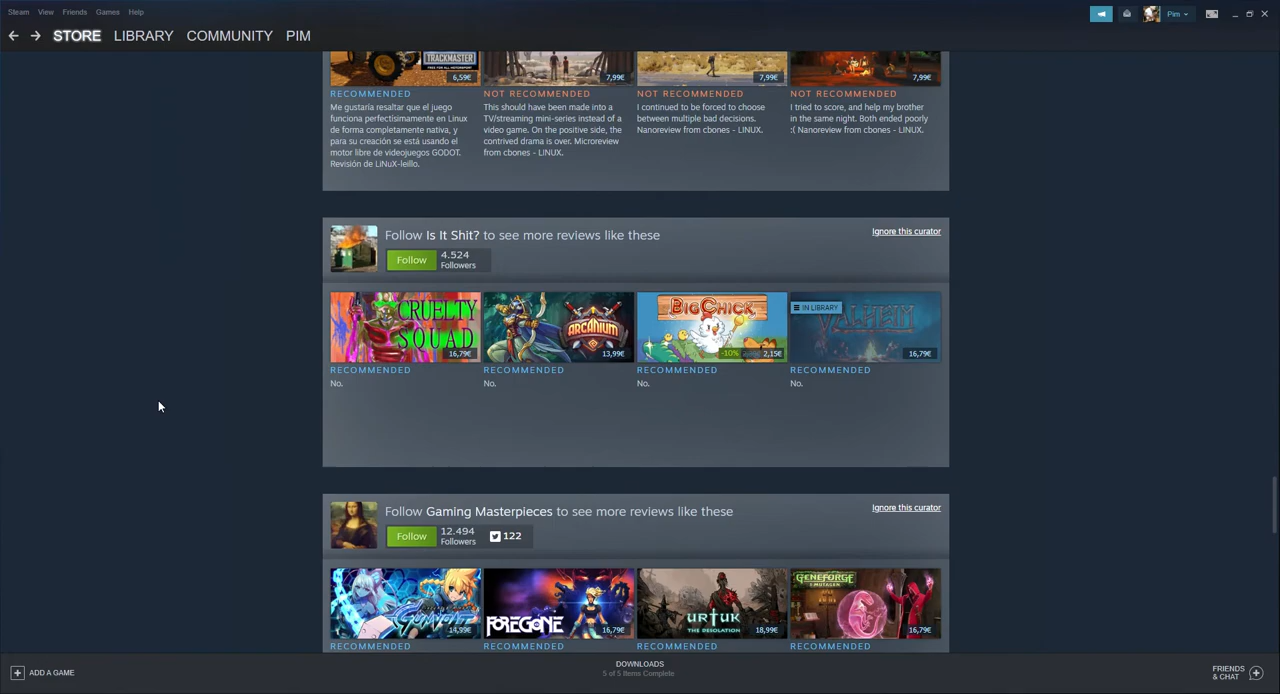 Steam View Friends Games Help
Pim
STORE LIBRARY COMMUNITY PIM
TRACKMASTER
6,59€
7,99€
7,99€
7,99€
RECOMMENDED
Me gustaría resaltar que el juego
funciona perfectísimamente en Linux
de forma completamente nativa, y
para su creación se está usando el
motor libre de videojuegos GODOT.
Revisión de LiNuX-leillo.
NOT RECOMMENDED
This should have been made into a
TV/streaming mini-series instead of a
video game. On the positive side, the
contrived drama is over. Microreview
from cbones - LINUX.
NOT RECOMMENDED
I continued to be forced to choose
between multiple bad decisions.
Nanoreview from cbones - LINUX.
NOT RECOMMENDED
I tried to score, and help my brother
in the same night. Both ended poorly
:( Nanoreview from cbones - LINUX.
Follow Is It Shit? to see more reviews like these
Ignore this curator
Follow
4.524
Followers
CRUELTY
SQUAD
16,79€
RECOMMENDED
No.
ARCANIUM
13,99€
RECOMMENDED
No.
BIG CHICK
-10% 2,15€
RECOMMENDED
No.
IN LIBRARY
VALHEIM
16,79€
RECOMMENDED
No.
Follow Gaming Masterpieces to see more reviews like these
Ignore this curator
Follow
12.494
Followers
122
GUNVOLT
14,99€
RECOMMENDED
FOREGONE
16,79€
RECOMMENDED
URTUK
THE DESOLATION
18,99€
RECOMMENDED
GENEFORGE
16,79€
RECOMMENDED
ADD A GAME
DOWNLOADS
5 of 5 Items Complete
FRIENDS
& CHAT